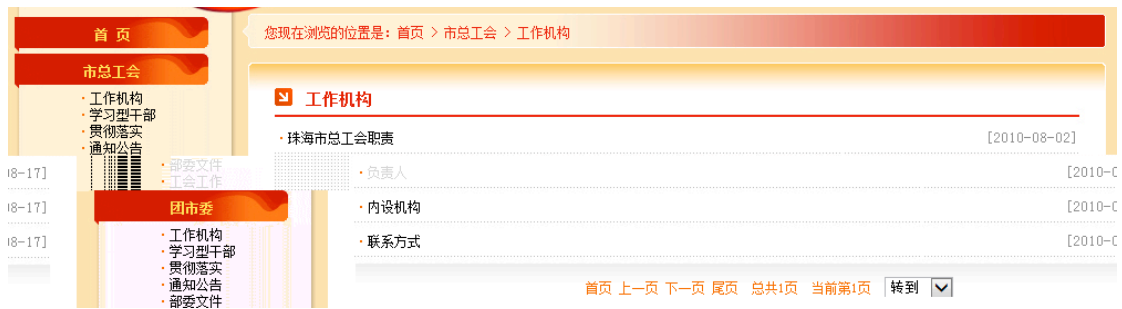 首 页
您现在浏览的位置是：首页 > 市总工会 > 工作机构
市总工会
·工作机构
·学习型干部
·贯彻落实
·通知公告
工作机构
·珠海市总工会职责 [2010-08-02]
·部委文件
·工会工作
08-17]
08-17]
08-17]
·负责人 [2010-0
·内设机构 [2010-0
·联系方式 [2010-0
团市委
·工作机构
·学习型干部
·贯彻落实
·通知公告
·部委文件
首页 上一页 下一页 尾页 总共1页 当前第1页 转到